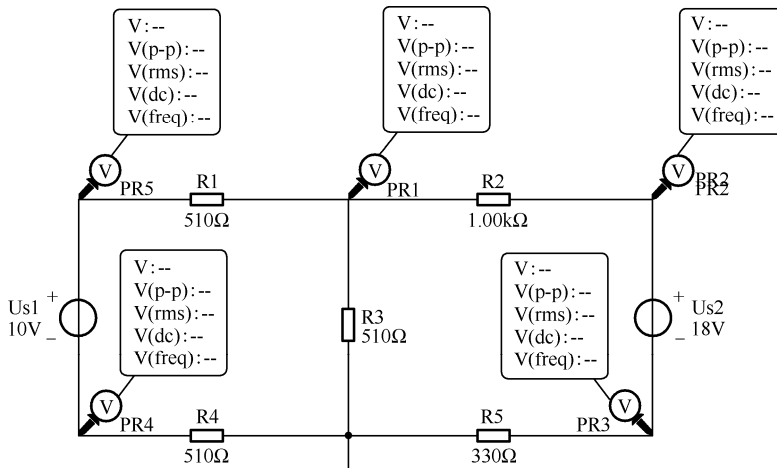 V:--
V(p-p):--
V(rms):--
V(dc):--
V(freq):--
V:--
V(p-p):--
V(rms):--
V(dc):--
V(freq):--
V:--
V(p-p):--
V(rms):--
V(dc):--
V(freq):--
V
PR5
R1
510Ω
V
PR1
R2
1.00kΩ
V
PR2
PR2
Us1
10V
+
–
V:--
V(p-p):--
V(rms):--
V(dc):--
V(freq):--
R3
510Ω
V:--
V(p-p):--
V(rms):--
V(dc):--
V(freq):--
+
–
Us2
18V
V
PR4
R4
510Ω
R5
330Ω
PR3
V